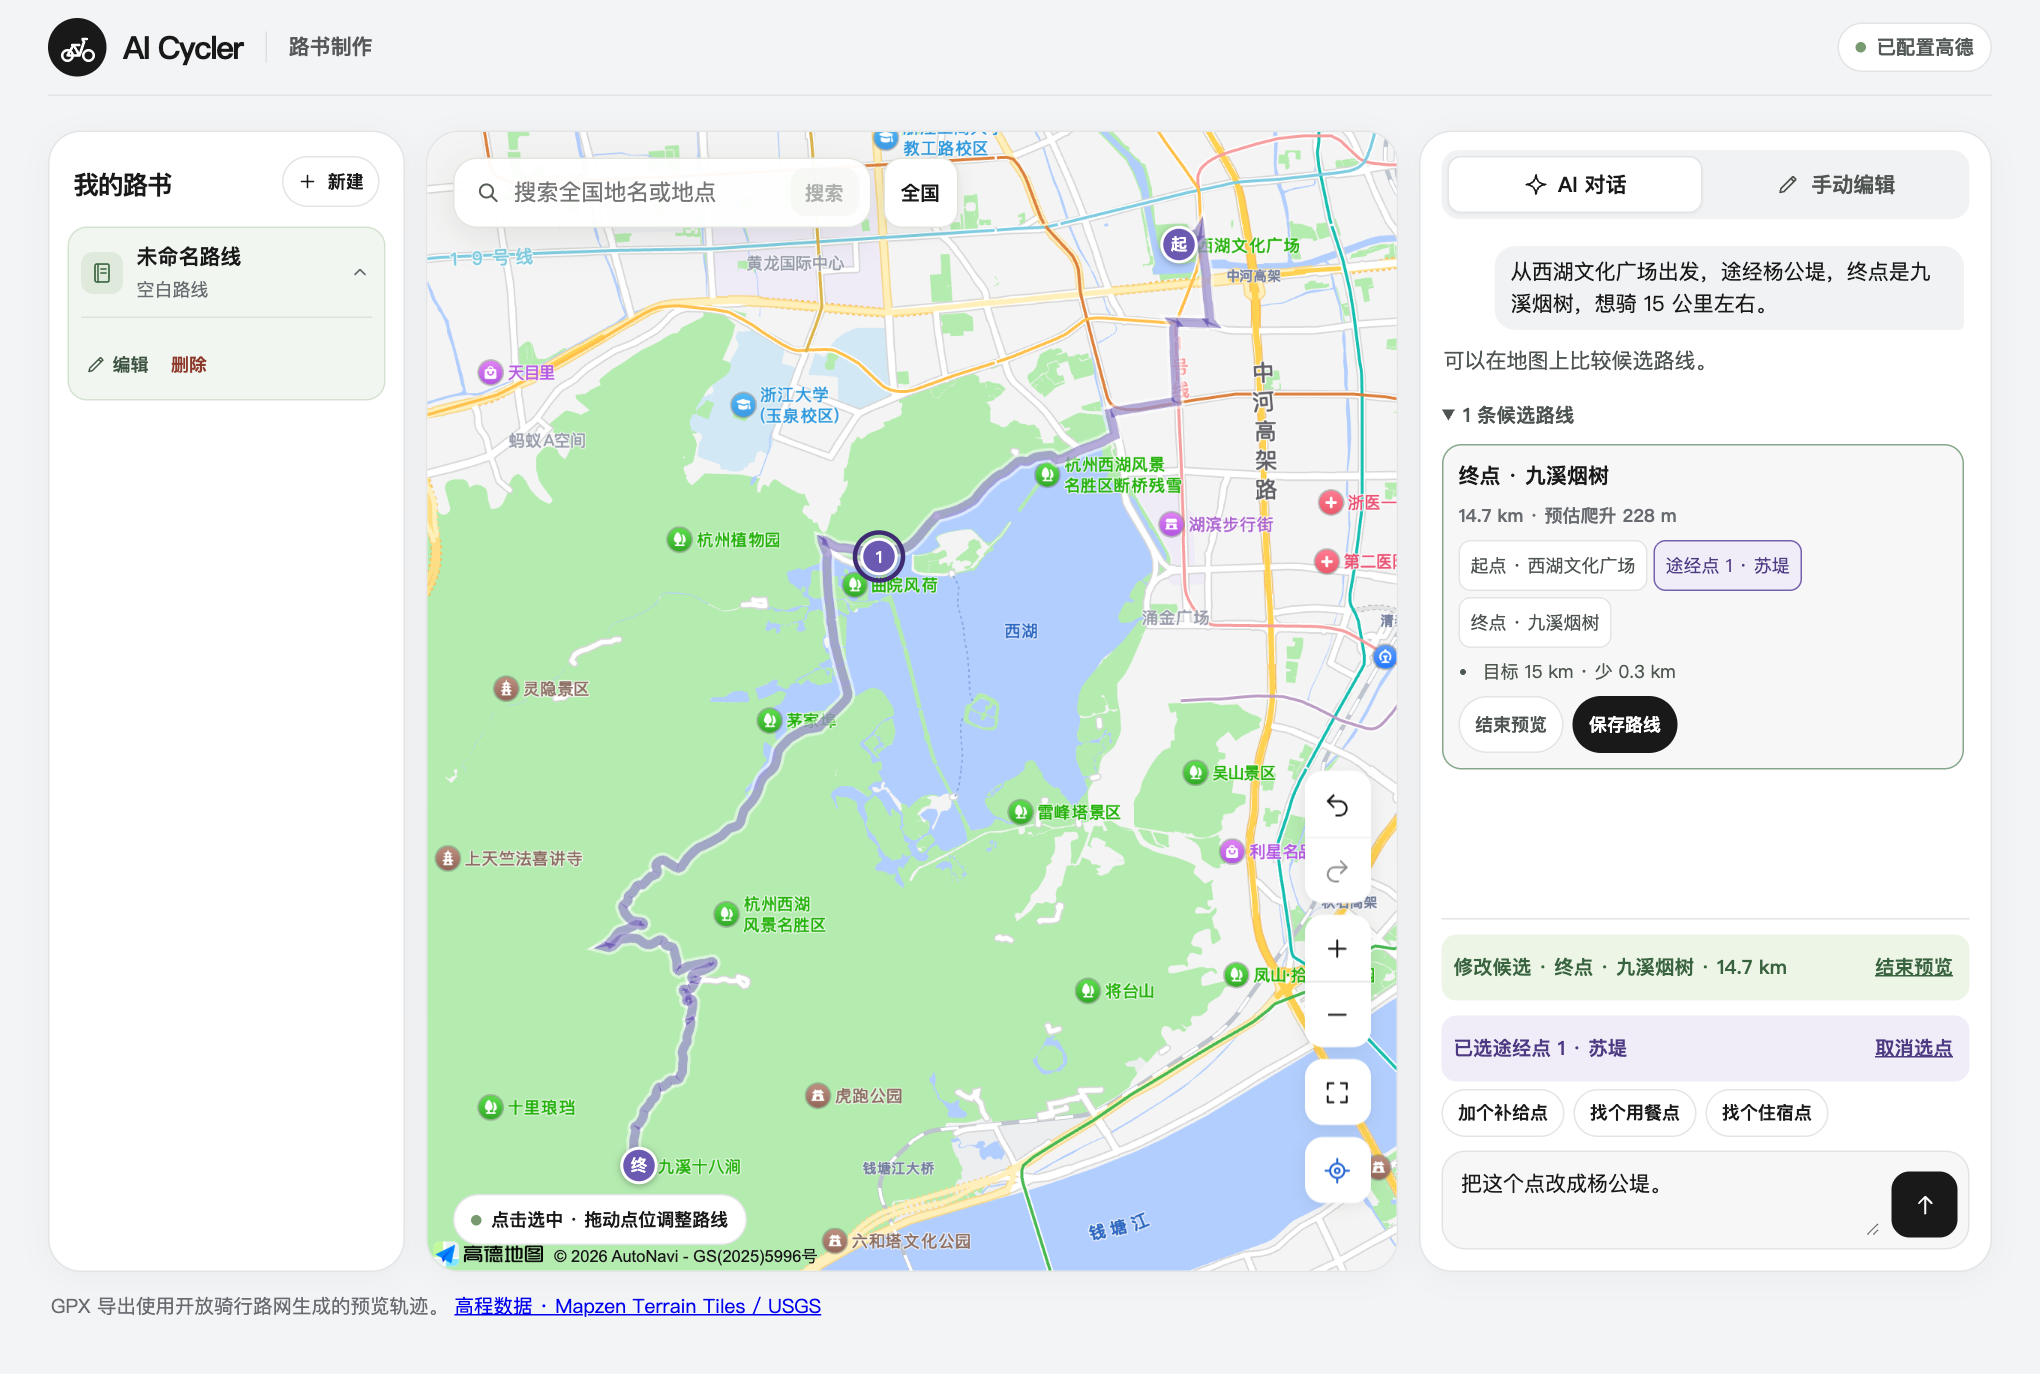 AI Cycler
路书制作
已配置高德
我的路书
新建
未命名路线
空白路线
编辑
删除
搜索全国地名或地点
搜索
全国
教工路校区
19号线
黄龙国际中心
起
西湖文化广场
中河高架
天目里
浙江大学
(玉泉校区)
蚂蚁A空间
号线
中河高架路
杭州西湖风景
名胜区断桥残雪
浙医一
湖滨步行街
杭州植物园
1
曲院风荷
第二医
涌金广场
西湖
灵隐景区
茅家埠
吴山景区
雷峰塔景区
利星名品
上天竺法喜讲寺
秋石高架
杭州西湖
风景名胜区
凤山·拾
将台山
十里琅珰
虎跑公园
终
九溪十八涧
钱塘江大桥
钱塘江
点击选中 · 拖动点位调整路线
六和塔文化公园
高德地图
© 2026 AutoNavi - GS(2025)5996号
AI 对话
手动编辑
从西湖文化广场出发，途经杨公堤，终点是九
溪烟树，想骑 15 公里左右。
可以在地图上比较候选路线。
▼ 1 条候选路线
终点 · 九溪烟树
14.7 km · 预估爬升 228 m
起点 · 西湖文化广场
途经点 1 · 苏堤
终点 · 九溪烟树
• 目标 15 km · 少 0.3 km
结束预览
保存路线
修改候选 · 终点 · 九溪烟树 · 14.7 km
结束预览
已选途经点 1 · 苏堤
取消选点
加个补给点
找个用餐点
找个住宿点
把这个点改成杨公堤。
GPX 导出使用开放骑行路网生成的预览轨迹。
高程数据 · Mapzen Terrain Tiles / USGS